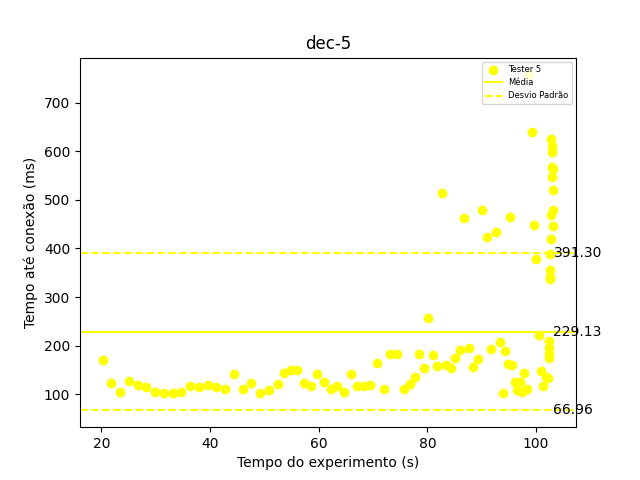 dec-5
Tester 5
Média
Desvio Padrão
Tempo até conexão (ms)
700
600
500
400
300
200
100
391.30
229.13
66.96
20 40 60 80 100
Tempo do experimento (s)